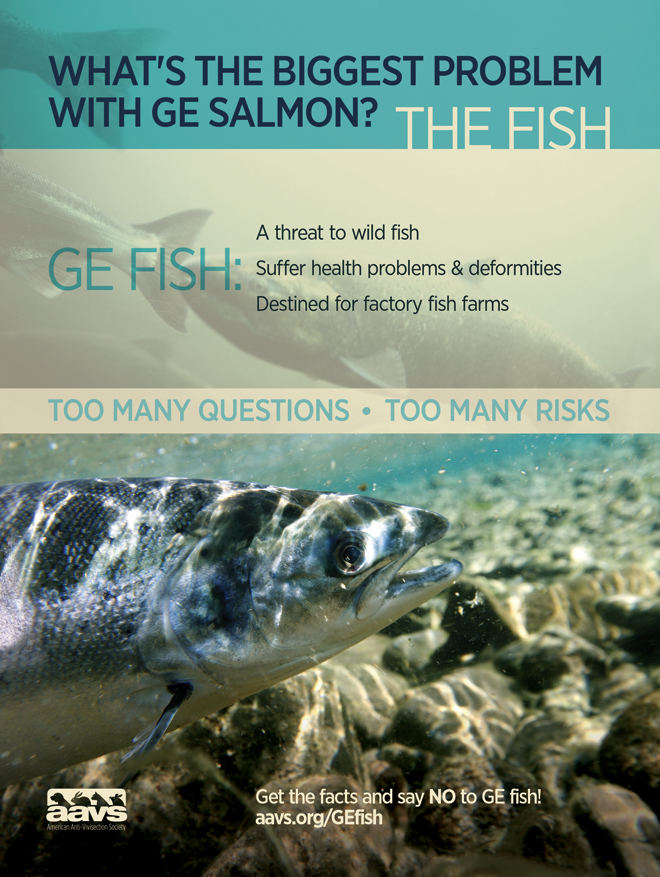 WHAT'S THE BIGGEST PROBLEM
WITH GE SALMON? THE FISH
GE FISH:
A threat to wild fish
Suffer health problems & deformities
Destined for factory fish farms
TOO MANY QUESTIONS • TOO MANY RISKS
Get the facts and say NO to GE fish!
aavs.org/GEfish
aavs
American Anti-Vivisection Society